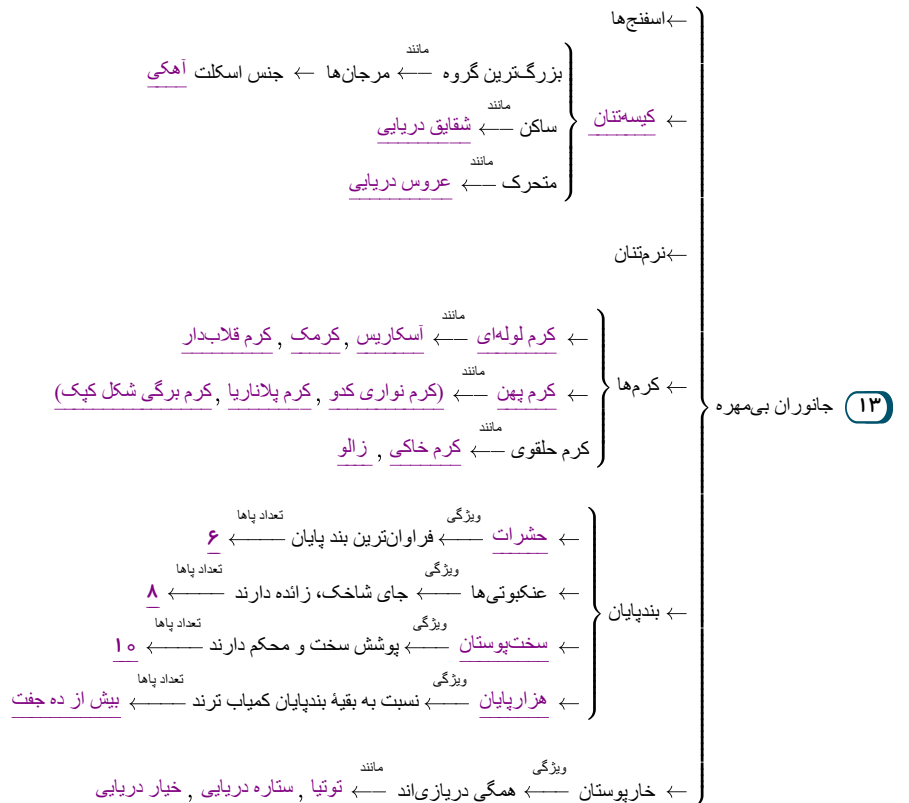 ←اسفنج‌ها
مانند
بزرگ‌ترین گروه ←— مرجان‌ها ← جنس اسکلت آهکی
← کیسه‌تنان
مانند
ساکن ←— شقایق دریایی
مانند
متحرک ←— عروس دریایی
←نرم‌تنان
مانند
← کرم لوله‌ای ←— آسکاریس , کرمک , کرم قلاب‌دار
۱۳ جانوران بی‌مهره
← کرم‌ها
مانند
← کرم پهن ←— (کرم نواری کدو , کرم پلاناریا , کرم برگی شکل کپک)
مانند
کرم حلقوی ←— کرم خاکی , زالو
ویژگی تعداد پاها
← حشرات ←— فراوان‌ترین بند پایان ←— ۶
ویژگی تعداد پاها
← عنکبوتی‌ها ←— جای شاخک، زائده دارند ←— ۸
← بندپایان
ویژگی تعداد پاها
← سخت‌پوستان ←— پوشش سخت و محکم دارند ←— ۱۰
ویژگی تعداد پاها
← هزارپایان ←— نسبت به بقیهٔ بندپایان کمیاب ترند ←— بیش از ده جفت
ویژگی مانند
← خارپوستان ←— همگی دریازی‌اند ←— توتیا , ستاره دریایی , خیار دریایی